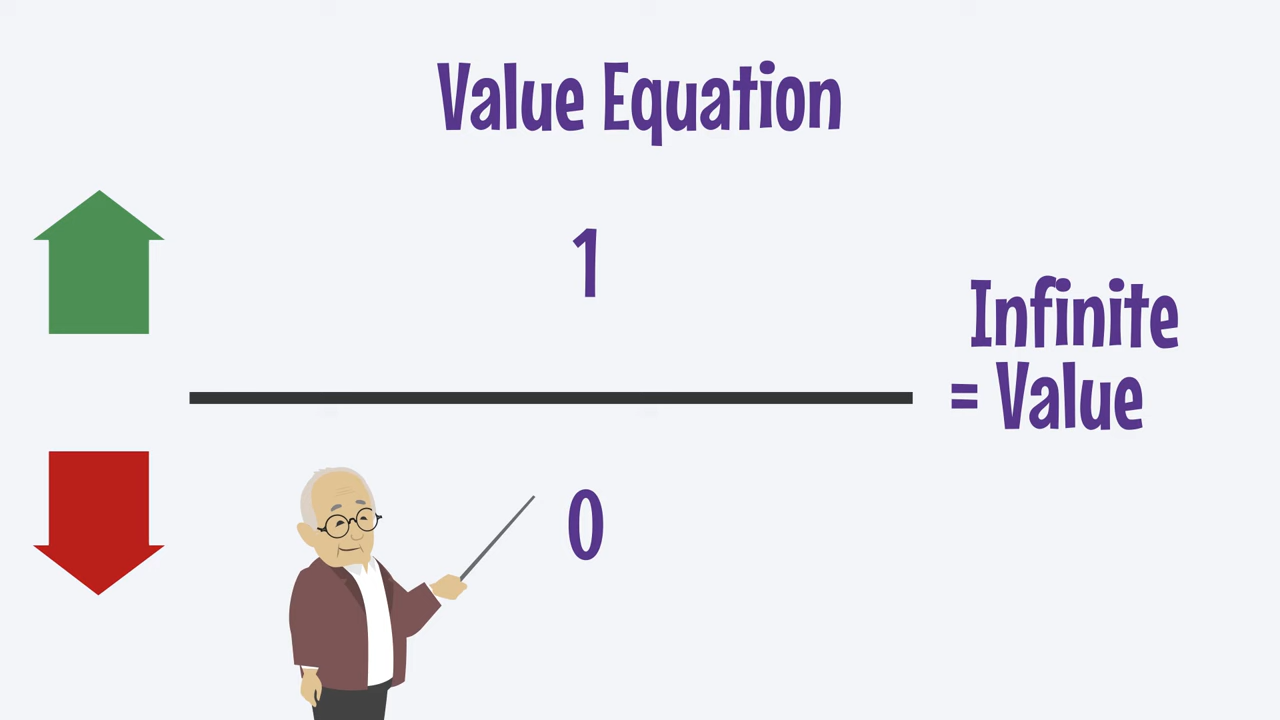 Value Equation
1
Infinite
= Value
0